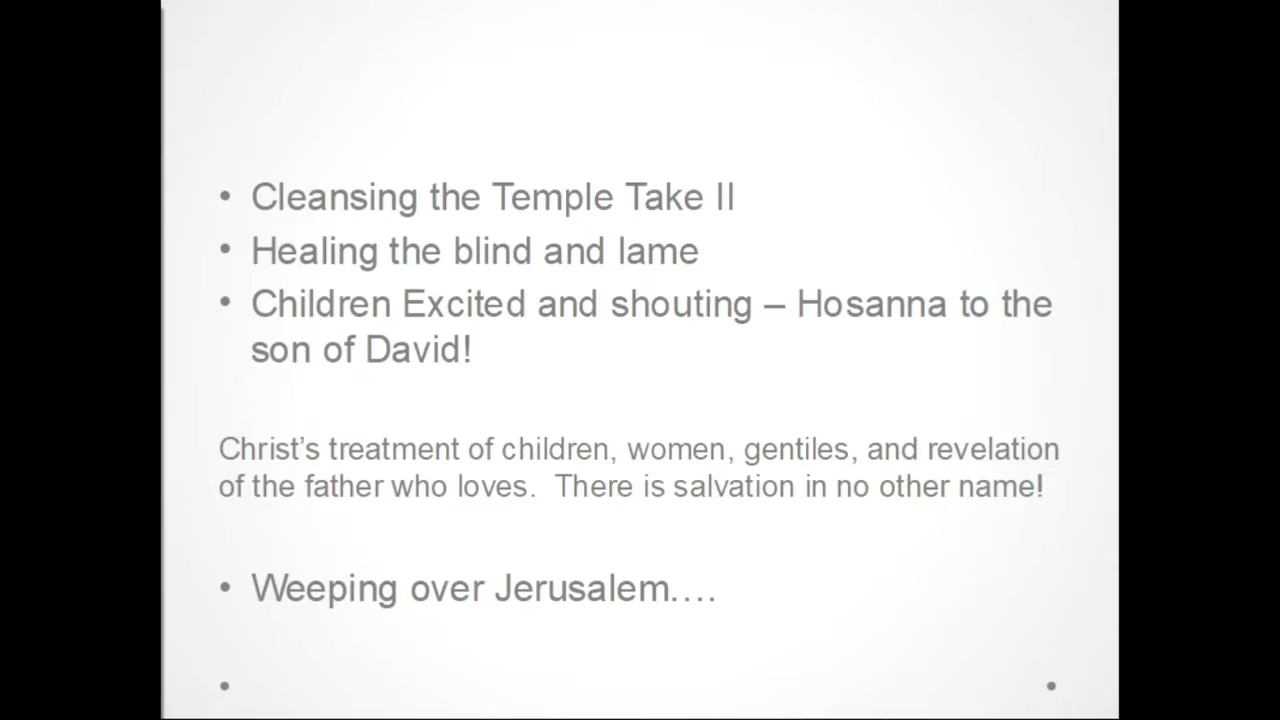 • Cleansing the Temple Take II
• Healing the blind and lame
• Children Excited and shouting – Hosanna to the
son of David!
Christ’s treatment of children, women, gentiles, and revelation
of the father who loves.  There is salvation in no other name!
• Weeping over Jerusalem….